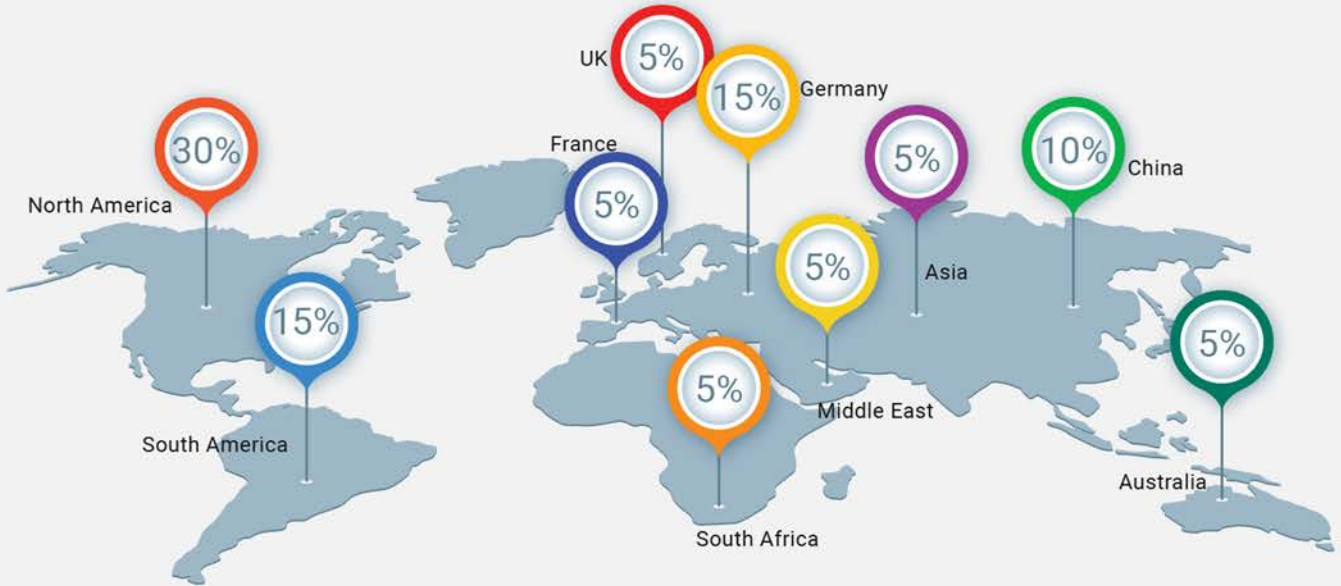 UK
5%
15%
Germany
30%
North America
France
5%
5%
Asia
10%
China
5%
15%
South America
5%
South Africa
Middle East
5%
Australia